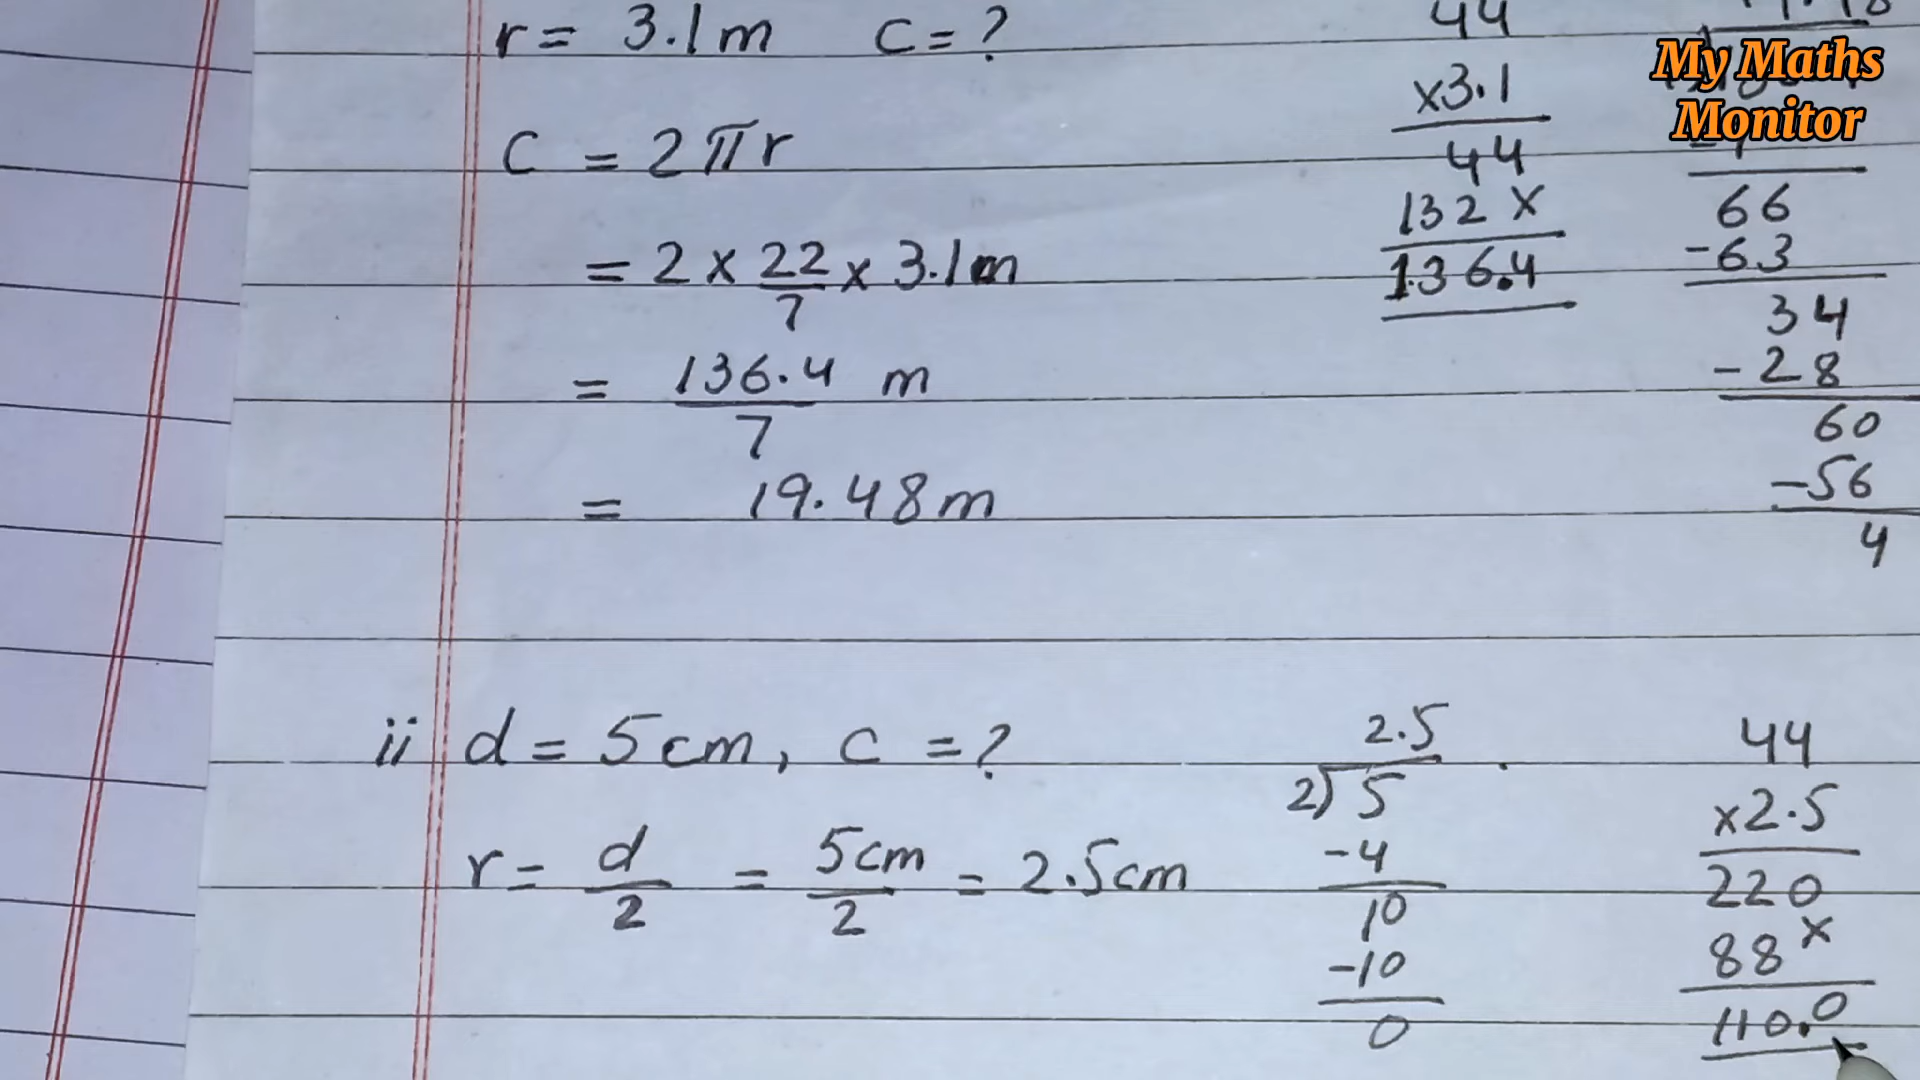 r = 3.1m C = ?
C = 2πr
= 2 × 22/7 × 3.1m
= 136.4/7 m
= 19.48m
44
×3.1
44
132×
136.4
My Maths
Monitor
66
-63
34
-28
60
-56
4
ii d = 5cm, C = ?
r = d/2 = 5cm/2 = 2.5cm
2.5
2)5
-4
10
-10
0
44
×2.5
220
88×
110.0